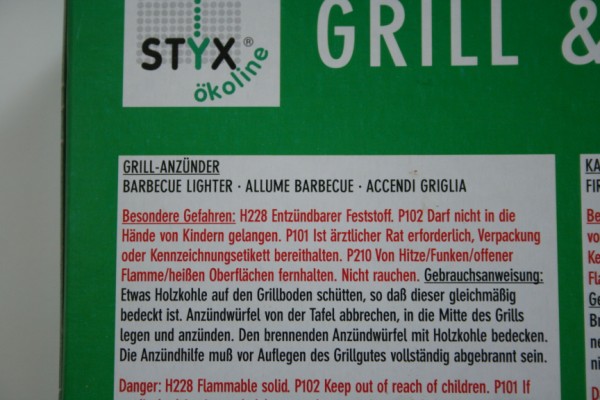 STYX®
ökoline
GRILL &
GRILL-ANZÜNDER
BARBECUE LIGHTER · ALLUME BARBECUE · ACCENDI GRIGLIA
Besondere Gefahren: H228 Entzündbarer Feststoff. P102 Darf nicht in die
Hände von Kindern gelangen. P101 Ist ärztlicher Rat erforderlich, Verpackung
oder Kennzeichnungsetikett bereithalten. P210 Von Hitze/Funken/offener
Flamme/heißen Oberflächen fernhalten. Nicht rauchen. Gebrauchsanweisung:
Etwas Holzkohle auf den Grillboden schütten, so daß dieser gleichmäßig
bedeckt ist. Anzündwürfel von der Tafel abbrechen, in die Mitte des Grills
legen und anzünden. Den brennenden Anzündwürfel mit Holzkohle bedecken.
Die Anzündhilfe muß vor Auflegen des Grillgutes vollständig abgebrannt sein.
Danger: H228 Flammable solid. P102 Keep out of reach of children. P101 If
KA
FIR